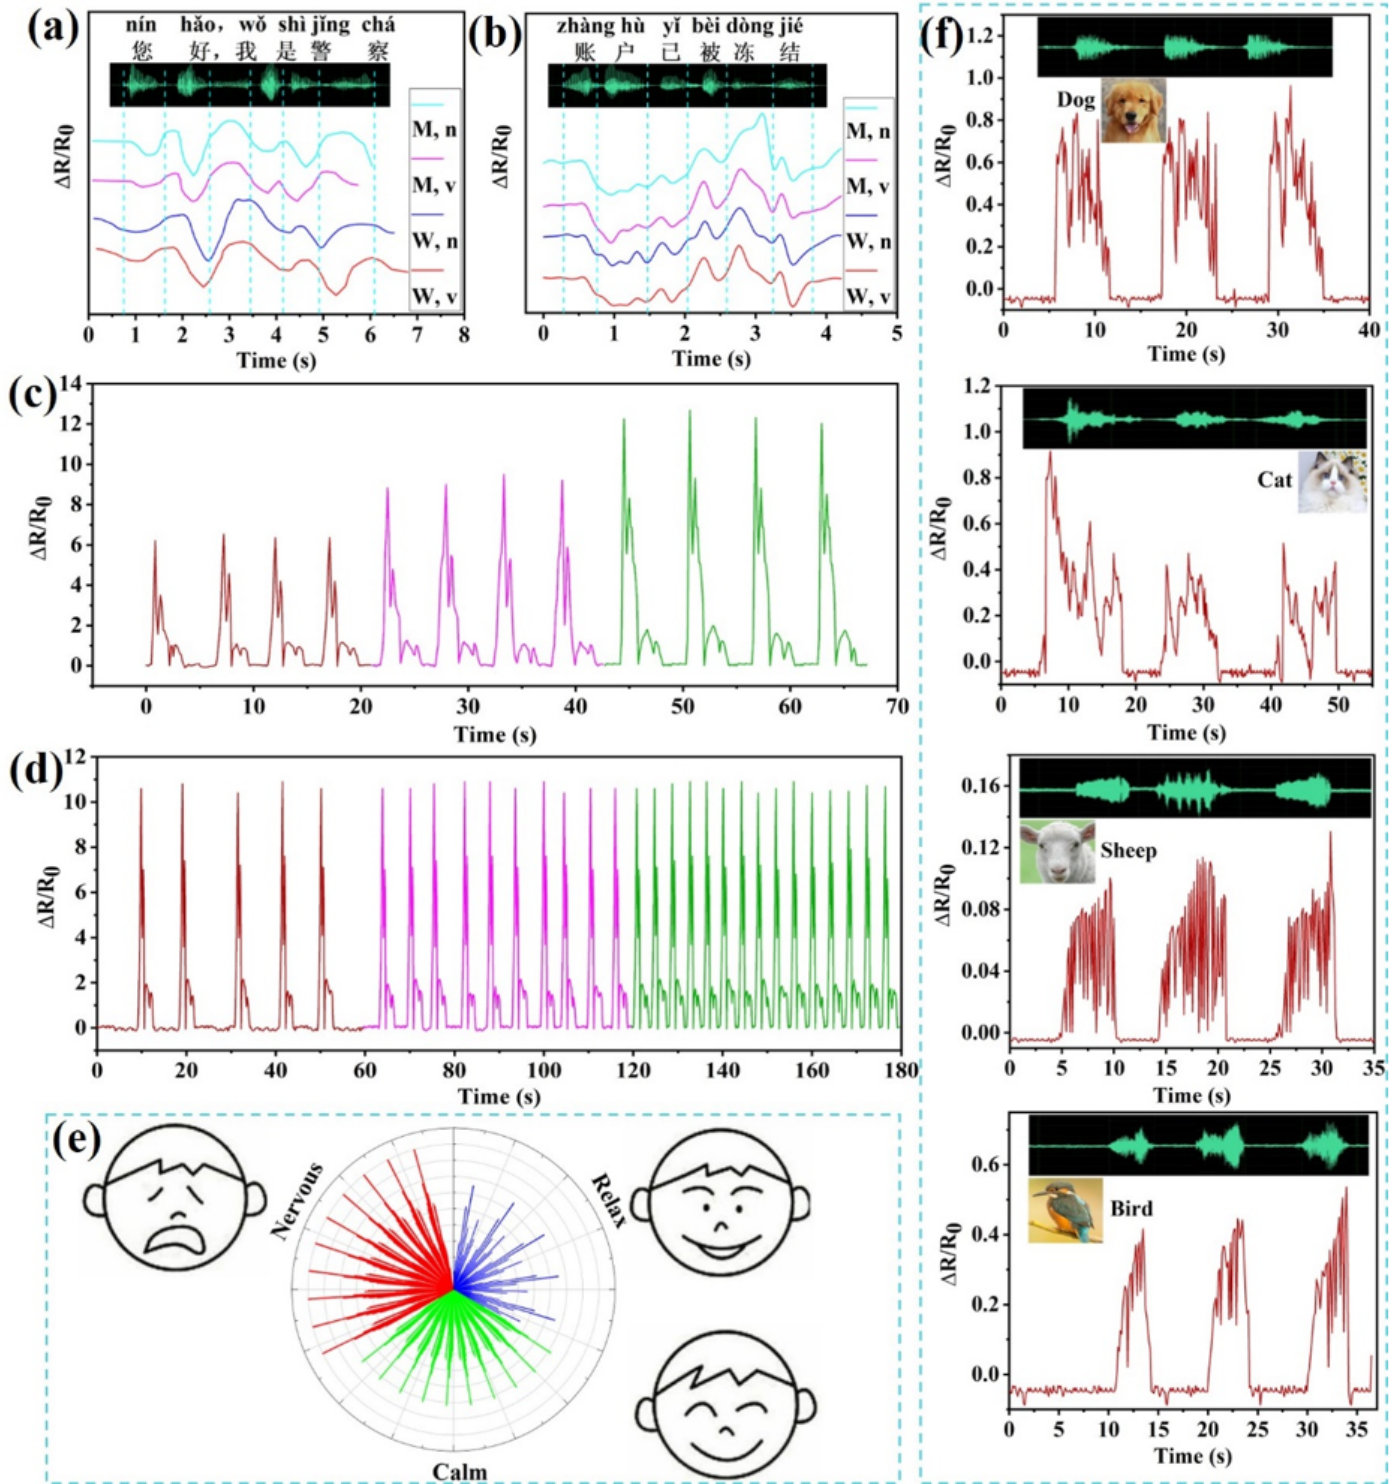 (a)
nín hǎo, wǒ shì jǐng chá
您 好, 我 是 警 察
M, n
M, v
W, n
W, v
ΔR/R0
0 1 2 3 4 5 6 7 8
Time (s)
(b)
zhàng hù yǐ bèi dòng jié
账 户 已 被 冻 结
M, n
M, v
W, n
W, v
ΔR/R0
0 1 2 3 4 5
Time (s)
(c)
14
12
10
8
6
4
2
0
ΔR/R0
0 10 20 30 40 50 60 70
Time (s)
(d)
12
10
8
6
4
2
0
ΔR/R0
0 20 40 60 80 100 120 140 160 180
Time (s)
(e)
Nervous
Relax
Calm
(f)
1.2
1.0
0.8
0.6
0.4
0.2
0.0
ΔR/R0
Dog
0 10 20 30 40
Time (s)
1.2
1.0
0.8
0.6
0.4
0.2
0.0
ΔR/R0
Cat
0 10 20 30 40 50
Time (s)
0.16
0.12
0.08
0.04
0.00
ΔR/R0
Sheep
0 5 10 15 20 25 30 35
Time (s)
0.6
0.4
0.2
0.0
ΔR/R0
Bird
0 5 10 15 20 25 30 35
Time (s)